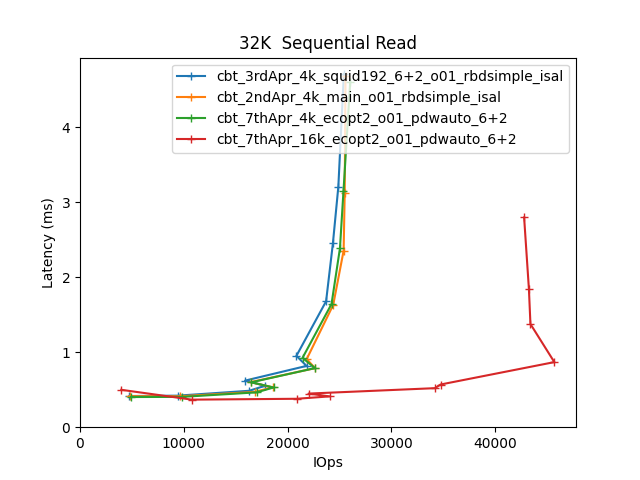 32K  Sequential Read
cbt_3rdApr_4k_squid192_6+2_o01_rbdsimple_isal
cbt_2ndApr_4k_main_o01_rbdsimple_isal
cbt_7thApr_4k_ecopt2_o01_pdwauto_6+2
cbt_7thApr_16k_ecopt2_o01_pdwauto_6+2
Latency (ms)
4
3
2
1
0
0 10000 20000 30000 40000
IOps